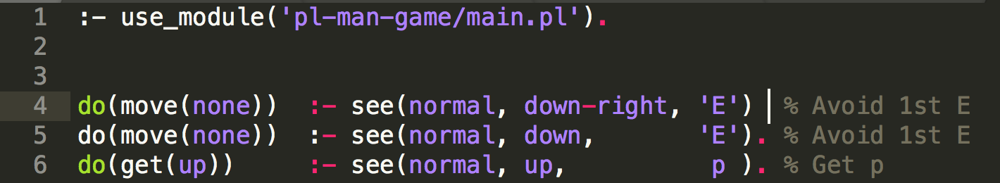 1 :- use_module('pl-man-game/main.pl').
2
3
4 do(move(none))  :- see(normal, down-right, 'E')  % Avoid 1st E
5 do(move(none))  :- see(normal, down,       'E'). % Avoid 1st E
6 do(get(up))     :- see(normal, up,          p ). % Get p